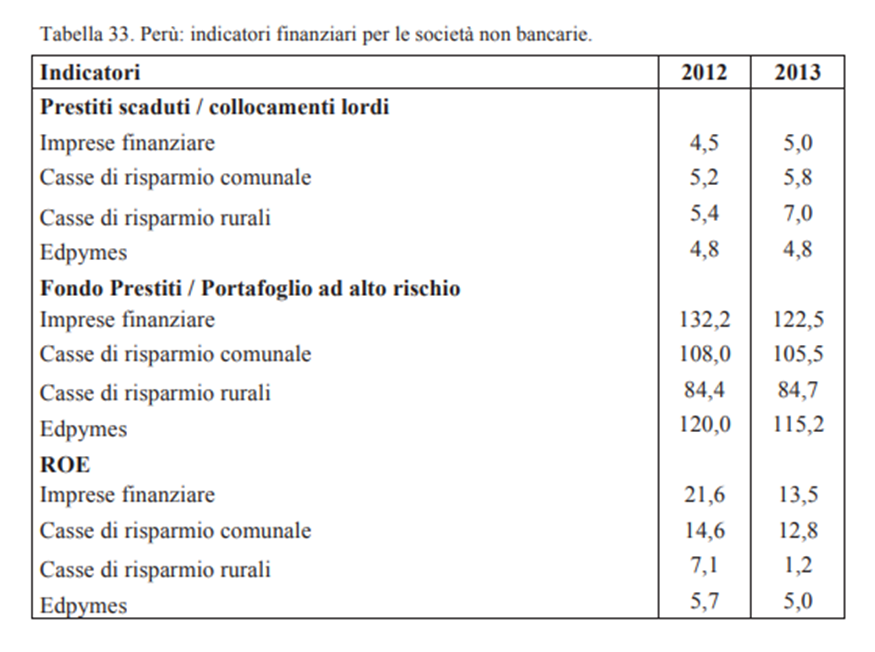 Tabella 33. Perù: indicatori finanziari per le società non bancarie.
Indicatori 2012 2013
Prestiti scaduti / collocamenti lordi
Imprese finanziare 4,5 5,0
Casse di risparmio comunale 5,2 5,8
Casse di risparmio rurali 5,4 7,0
Edpymes 4,8 4,8
Fondo Prestiti / Portafoglio ad alto rischio
Imprese finanziare 132,2 122,5
Casse di risparmio comunale 108,0 105,5
Casse di risparmio rurali 84,4 84,7
Edpymes 120,0 115,2
ROE
Imprese finanziare 21,6 13,5
Casse di risparmio comunale 14,6 12,8
Casse di risparmio rurali 7,1 1,2
Edpymes 5,7 5,0